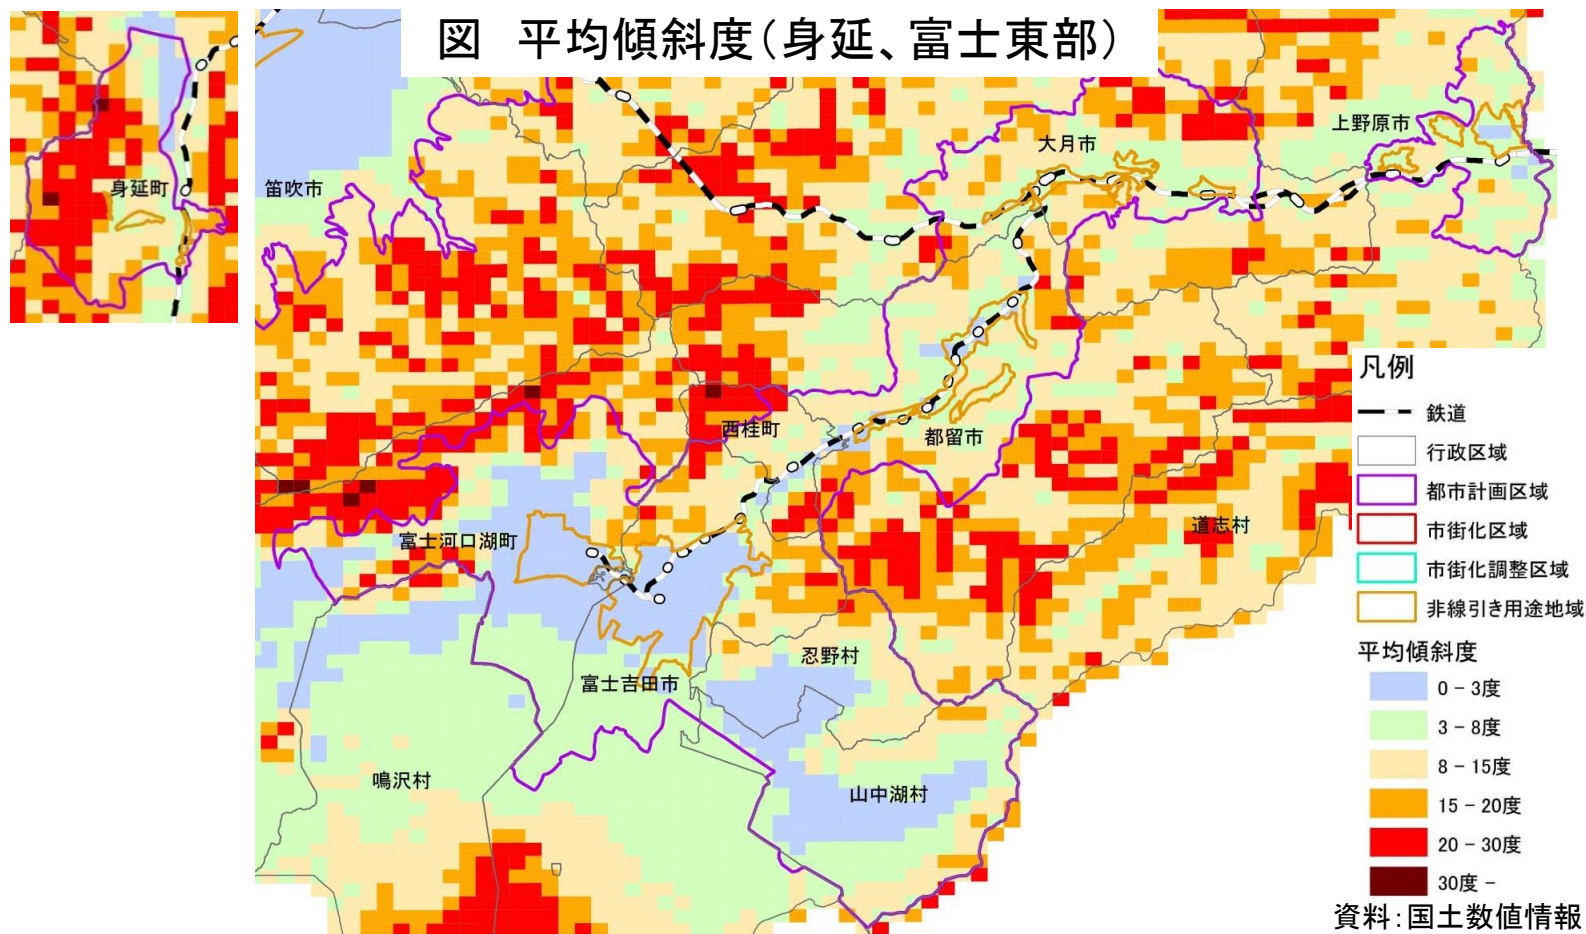 図　平均傾斜度（身延、富士東部）
上野原市
大月市
身延町
笛吹市
凡例
鉄道
西桂町
都留市
行政区域
都市計画区域
道志村
市街化区域
富士河口湖町
市街化調整区域
非線引き用途地域
忍野村
平均傾斜度
富士吉田市
0 − 3度
3 − 8度
8 − 15度
鳴沢村
山中湖村
15 − 20度
20 − 30度
30度 −
資料：国土数値情報